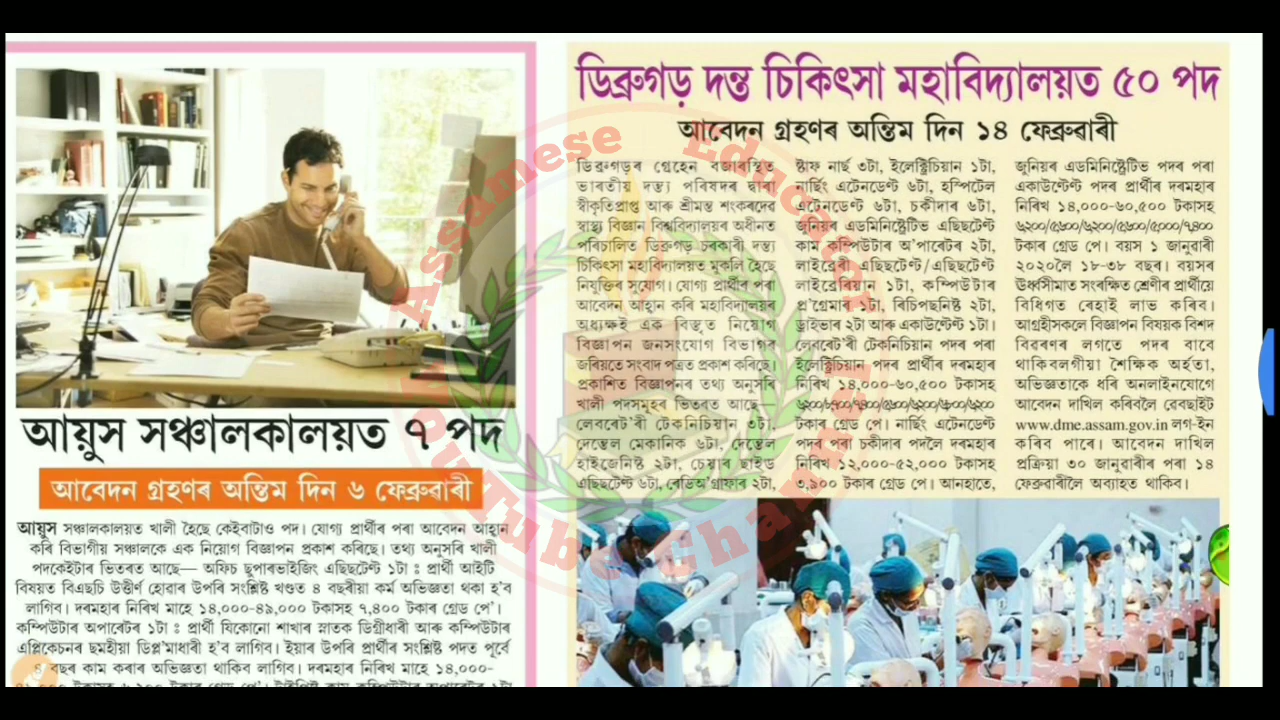 আয়ুস সঞ্চালকালয়ত ৭ পদ
আবেদন গ্ৰহণৰ অন্তিম দিন ৬ ফেব্ৰুৱাৰী
আয়ুস সঞ্চালকালয়ত খালী হৈছে কেইবাটাও পদ। যোগ্য প্ৰাৰ্থীৰ পৰা আবেদন আহ্বান
কৰি বিভাগীয় সঞ্চালকে এক নিয়োগ বিজ্ঞাপন প্ৰকাশ কৰিছে। তথ্য অনুসৰি খালী
পদকেইটাৰ ভিতৰত আছে— অফিচ ছুপাৰভাইজিং এছিছটেণ্ট ১টা : প্ৰাৰ্থী আইটি
বিষয়ত বিএছচি উত্তীৰ্ণ হোৱাৰ উপৰি সংশ্লিষ্ট খণ্ডত ৪ বছৰীয়া কৰ্ম অভিজ্ঞতা থকা হ'ব
লাগিব। দৰমহাৰ নিৰিখ মাহে ১৪,০০০-৪৯,০০০ টকাসহ ৭,৪০০ টকাৰ গ্ৰেড পে'।
কম্পিউটাৰ অপাৰেটৰ ১টা : প্ৰাৰ্থী যিকোনো শাখাৰ স্নাতক ডিগ্ৰীধাৰী আৰু কম্পিউটাৰ
এপ্লিকেচনৰ ছমহীয়া ডিপ্ল'মাধাৰী হ'ব লাগিব। ইয়াৰ উপৰি প্ৰাৰ্থীৰ সংশ্লিষ্ট পদত পূৰ্বে
৪ বছৰ কাম কৰাৰ অভিজ্ঞতা থাকিব লাগিব। দৰমহাৰ নিৰিখ মাহে ১৪,০০০-
ডিব্ৰুগড় দন্ত চিকিৎসা মহাবিদ্যালয়ত ৫০ পদ
আবেদন গ্ৰহণৰ অন্তিম দিন ১৪ ফেব্ৰুৱাৰী
ডিব্ৰুগড়ৰ গ্ৰেহেন বজাৰস্থিত
ভাৰতীয় দন্ত্য পৰিষদৰ দ্বাৰা
স্বীকৃতিপ্ৰাপ্ত আৰু শ্ৰীমন্ত শংকৰদেৱ
স্বাস্থ্য বিজ্ঞান বিশ্ববিদ্যালয়ৰ অধীনত
পৰিচালিত ডিব্ৰুগড় চৰকাৰী দন্ত্য
চিকিৎসা মহাবিদ্যালয়ত মুকলি হৈছে
নিযুক্তিৰ সুযোগ। যোগ্য প্ৰাৰ্থীৰ পৰা
আবেদন আহ্বান কৰি মহাবিদ্যালয়ৰ
অধ্যক্ষই এক বিস্তৃত নিয়োগ
বিজ্ঞাপন জনসংযোগ বিভাগৰ
জৰিয়তে সংবাদ পত্ৰত প্ৰকাশ কৰিছে।
প্ৰকাশিত বিজ্ঞাপনৰ তথ্য অনুসৰি
খালী পদসমূহৰ ভিতৰত আছে—
লেবৰেট'ৰী টেকনিচিয়ান ৩টা,
দেন্তেল মেকানিক ৬টা, দেন্তেল
হাইজেনিস্ট ২টা, চেয়াৰ ছাইড
এছিছটেণ্ট ৬টা, ৰেডিঅ'গ্ৰাফাৰ ২টা,
ষ্টাফ নাৰ্ছ ৩টা, ইলেক্ট্ৰিচিয়ান ১টা,
নাৰ্ছিং এটেনডেণ্ট ৬টা, হস্পিটেল
এটেনডেণ্ট ৬টা, চকীদাৰ ৬টা,
জুনিয়ৰ এডমিনিষ্ট্ৰেটিভ এছিছটেণ্ট
কাম কম্পিউটাৰ অ'পাৰেটৰ ২টা,
লাইব্ৰেৰী এছিছটেণ্ট/এছিছটেণ্ট
লাইব্ৰেৰিয়ান ১টা, কম্পিউটাৰ
প্ৰ'গ্ৰেমাৰ ১টা, ৰিচিপছনিষ্ট ২টা,
ড্ৰাইভাৰ ২টা আৰু একাউণ্টেণ্ট ১টা।
লেবৰেট'ৰী টেকনিচিয়ান পদৰ পৰা
ইলেক্ট্ৰিচিয়ান পদৰ প্ৰাৰ্থীৰ দৰমহাৰ
নিৰিখ ১৪,০০০-৬০,৫০০ টকাসহ
টকাৰ গ্ৰেড পে। নাৰ্ছিং এটেনডেণ্ট
পদৰ পৰা চকীদাৰ পদলৈ দৰমহাৰ
নিৰিখ ১২,০০০-৫২,০০০ টকাসহ
৩,৯০০ টকাৰ গ্ৰেড পে। আনহাতে,
জুনিয়ৰ এডমিনিষ্ট্ৰেটিভ পদৰ পৰা
একাউণ্টেণ্ট পদৰ প্ৰাৰ্থীৰ দৰমহাৰ
নিৰিখ ১৪,০০০-৬০,৫০০ টকাসহ
৬২০০/৫৬০০/৬২০০/৫৬০০/৫০০০/৭৪০০
টকাৰ গ্ৰেড পে। বয়স ১ জানুৱাৰী
২০২০লৈ ১৮-৩৮ বছৰ। বয়সৰ
ঊৰ্ধ্বসীমাত সংৰক্ষিত শ্ৰেণীৰ প্ৰাৰ্থীয়ে
বিধিগত ৰেহাই লাভ কৰিব।
আগ্ৰহীসকলে বিজ্ঞাপন বিষয়ক বিশদ
বিৱৰণৰ লগতে পদৰ বাবে
থাকিবলগীয়া শৈক্ষিক অৰ্হতা,
অভিজ্ঞতাকে ধৰি অনলাইনযোগে
আবেদন দাখিল কৰিবলৈ ৱেবছাইট
www.dme.assam.gov.in লগ-ইন
কৰিব পাৰে। আবেদন দাখিল
প্ৰক্ৰিয়া ৩০ জানুৱাৰীৰ পৰা ১৪
ফেব্ৰুৱাৰীলৈ অব্যাহত থাকিব।
Assamese Educater
YouTube Channel